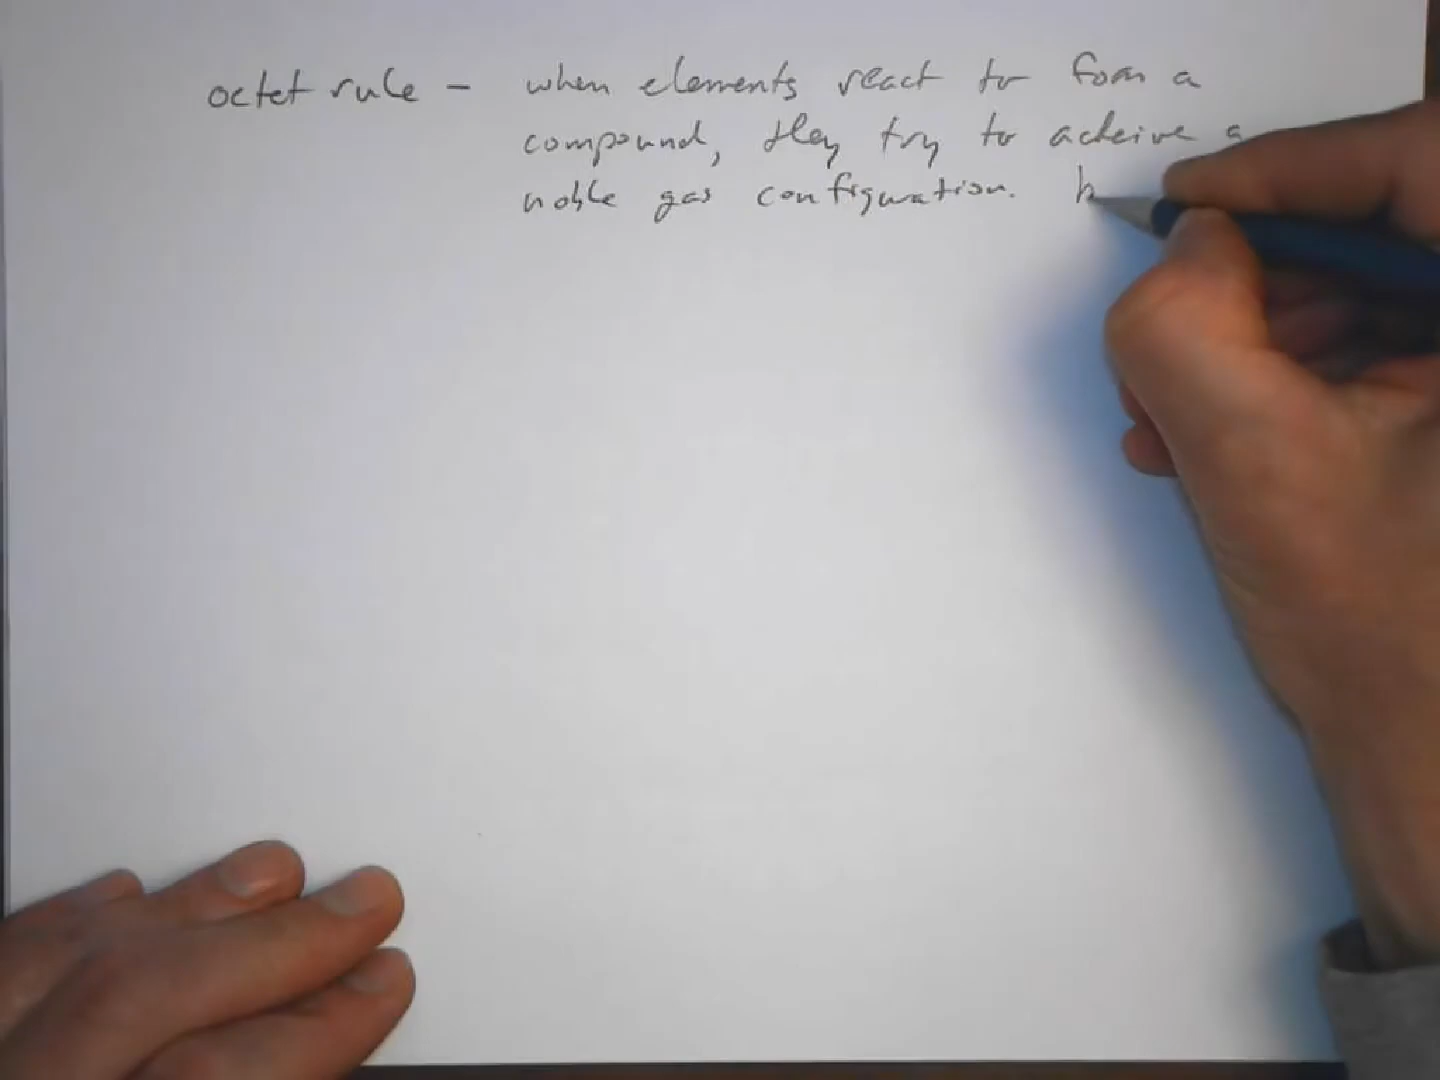 octet rule - when elements react to form a
compound, they try to acheive a
noble gas configuration.